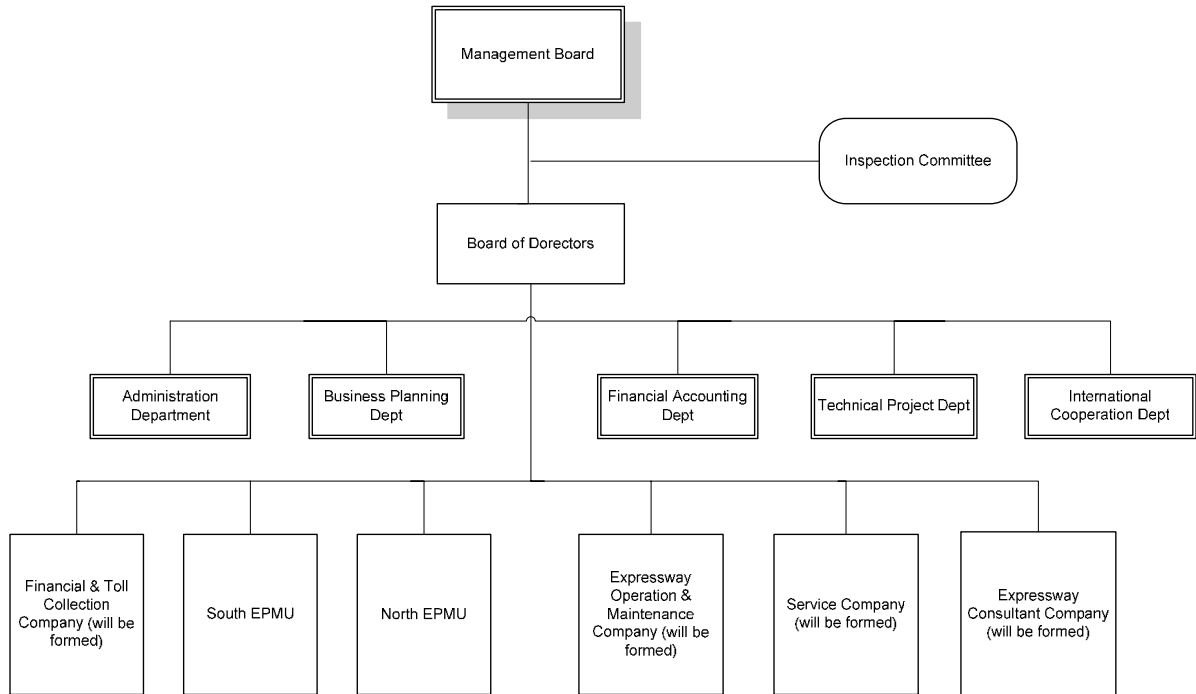 Management Board
Inspection Committee
Board of Dorectors
Administration
Department
Business Planning
Dept
Financial Accounting
Dept
Technical Project Dept
International
Cooperation Dept
Financial & Toll
Collection
Company (will be
formed)
South EPMU
North EPMU
Expressway
Operation &
Maintenance
Company (will be
formed)
Service Company
(will be formed)
Expressway
Consultant Company
(will be formed)